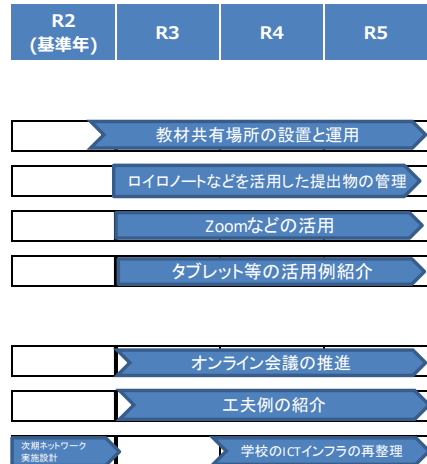 R2
(基準年)
R3
R4
R5
教材共有場所の設置と運用
ロイロノートなどを活用した提出物の管理
Zoomなどの活用
タブレット等の活用例紹介
オンライン会議の推進
工夫例の紹介
次期ネットワーク
実施設計
学校のICTインフラの再整理